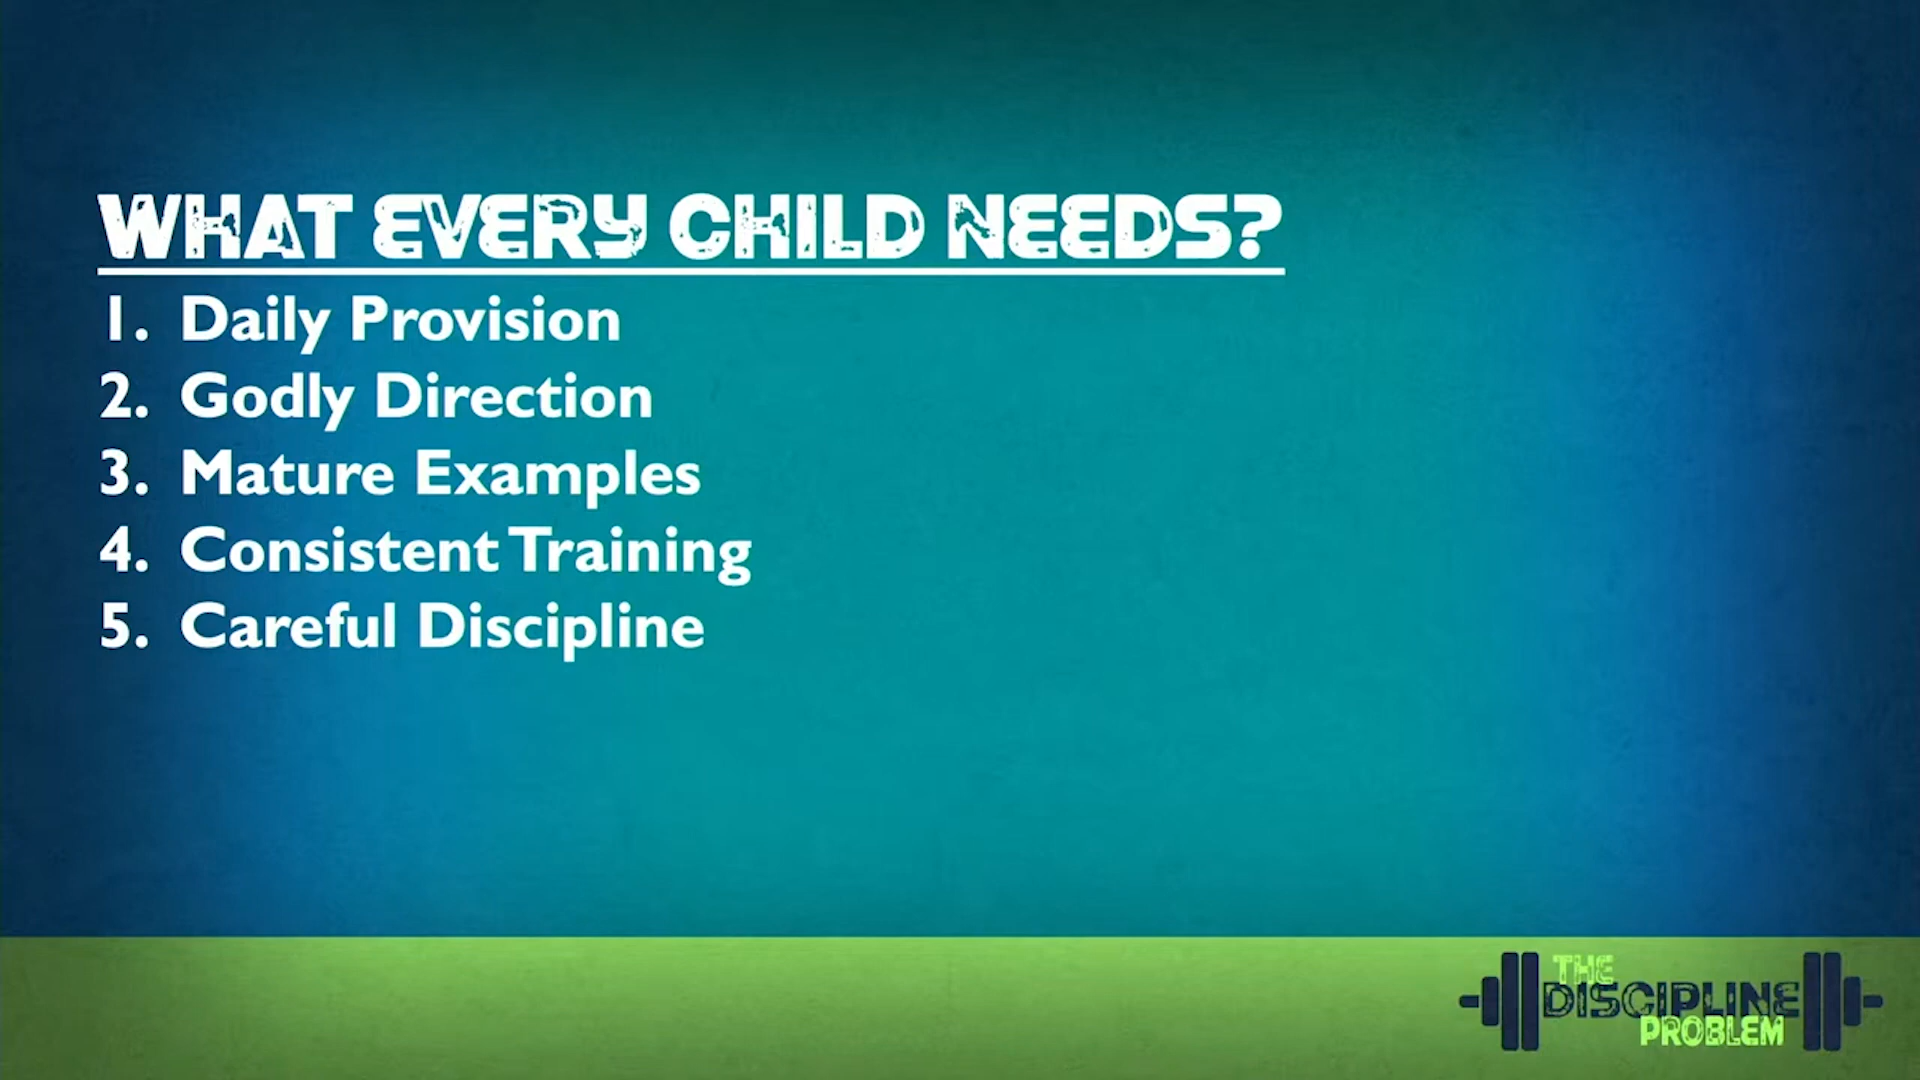 WHAT EVERY CHILD NEEDS?
1. Daily Provision
2. Godly Direction
3. Mature Examples
4. Consistent Training
5. Careful Discipline
THE
DISCIPLINE
PROBLEM